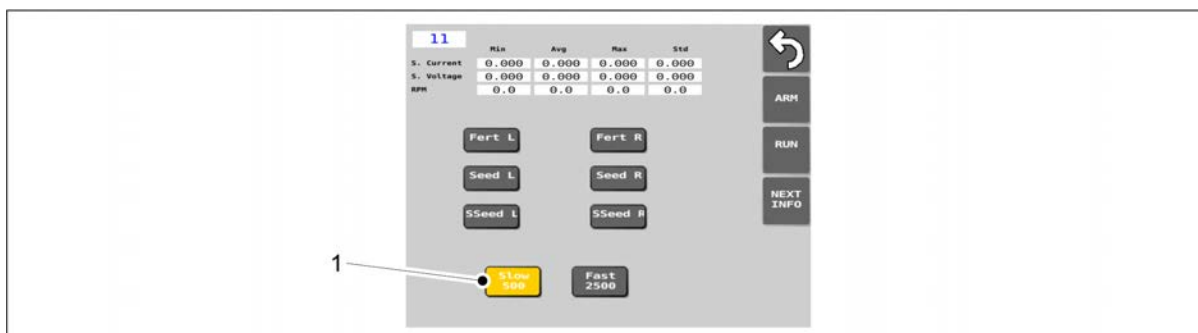 11
Min Avg Max Std
S. Current 0.000 0.000 0.000 0.000
S. Voltage 0.000 0.000 0.000 0.000
RPM 0.0 0.0 0.0 0.0
ARM
Fert L Fert R
RUN
Seed L Seed R
NEXT
INFO
SSeed L SSeed R
1
Slow
500
Fast
2500